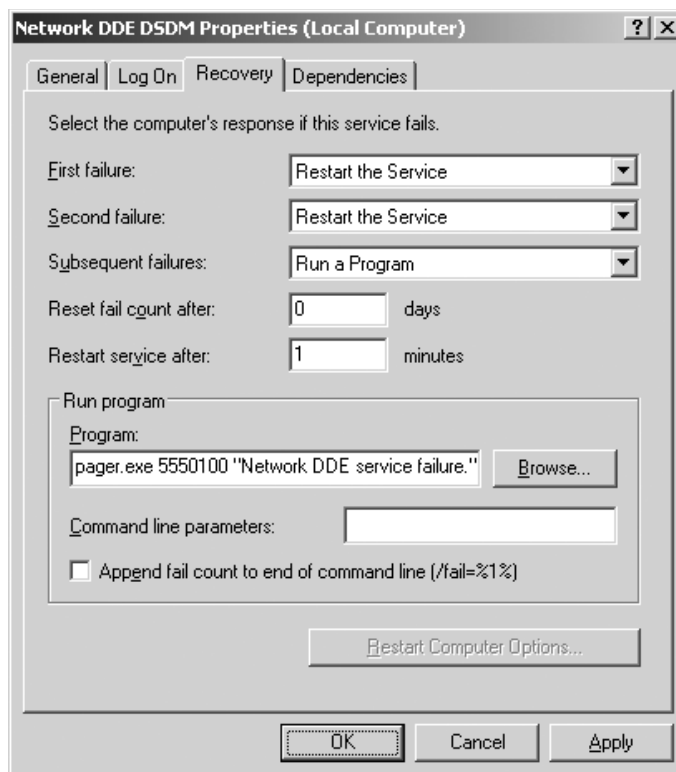 Network DDE DSDM Properties (Local Computer)
General Log On Recovery Dependencies
Select the computer's response if this service fails.
First failure: Restart the Service
Second failure: Restart the Service
Subsequent failures: Run a Program
Reset fail count after: 0 days
Restart service after: 1 minutes
Run program
Program:
pager.exe 5550100 "Network DDE service failure." Browse...
Command line parameters:
Append fail count to end of command line (/fail=%1%)
Restart Computer Options...
OK Cancel Apply